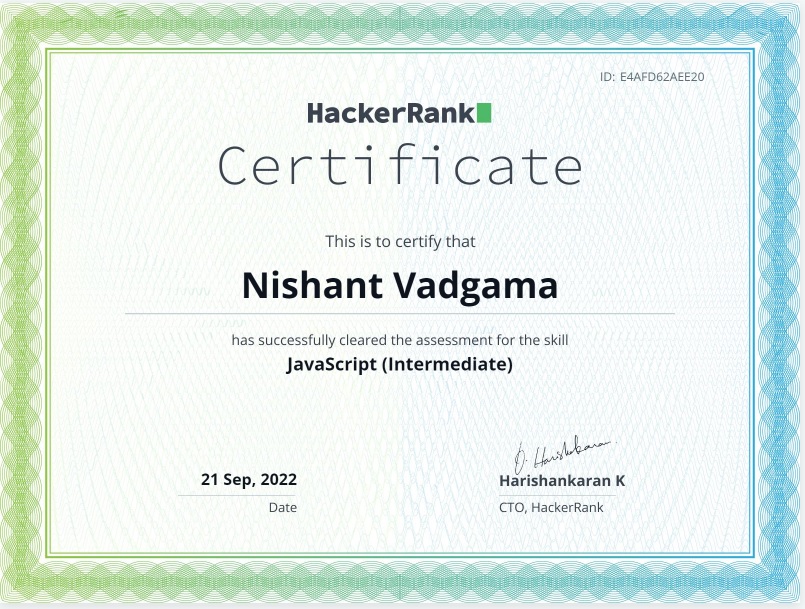 ID: E4AFD62AEE20
HackerRank
Certificate
This is to certify that
Nishant Vadgama
has successfully cleared the assessment for the skill
JavaScript (Intermediate)
21 Sep, 2022
Date
Harishankaran
Harishankaran K
CTO, HackerRank